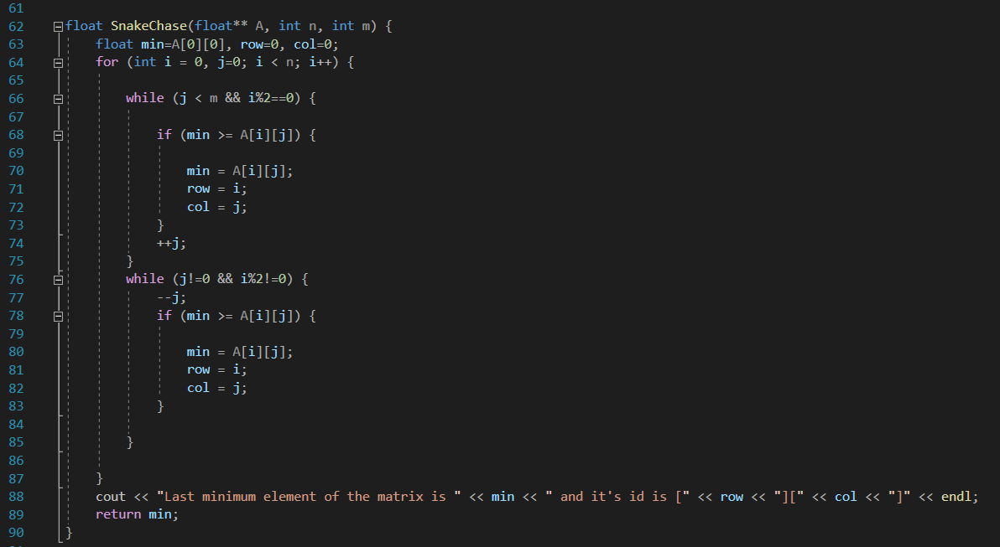 61
62 float SnakeChase(float** A, int n, int m) {
63 float min=A[0][0], row=0, col=0;
64 for (int i = 0, j=0; i < n; i++) {
65
66 while (j < m && i%2==0) {
67
68 if (min >= A[i][j]) {
69
70 min = A[i][j];
71 row = i;
72 col = j;
73 }
74 ++j;
75 }
76 while (j!=0 && i%2!=0) {
77 --j;
78 if (min >= A[i][j]) {
79
80 min = A[i][j];
81 row = i;
82 col = j;
83 }
84
85 }
86
87 }
88 cout << "Last minimum element of the matrix is " << min << " and it's id is [" << row << "][" << col << "]" << endl;
89 return min;
90 }